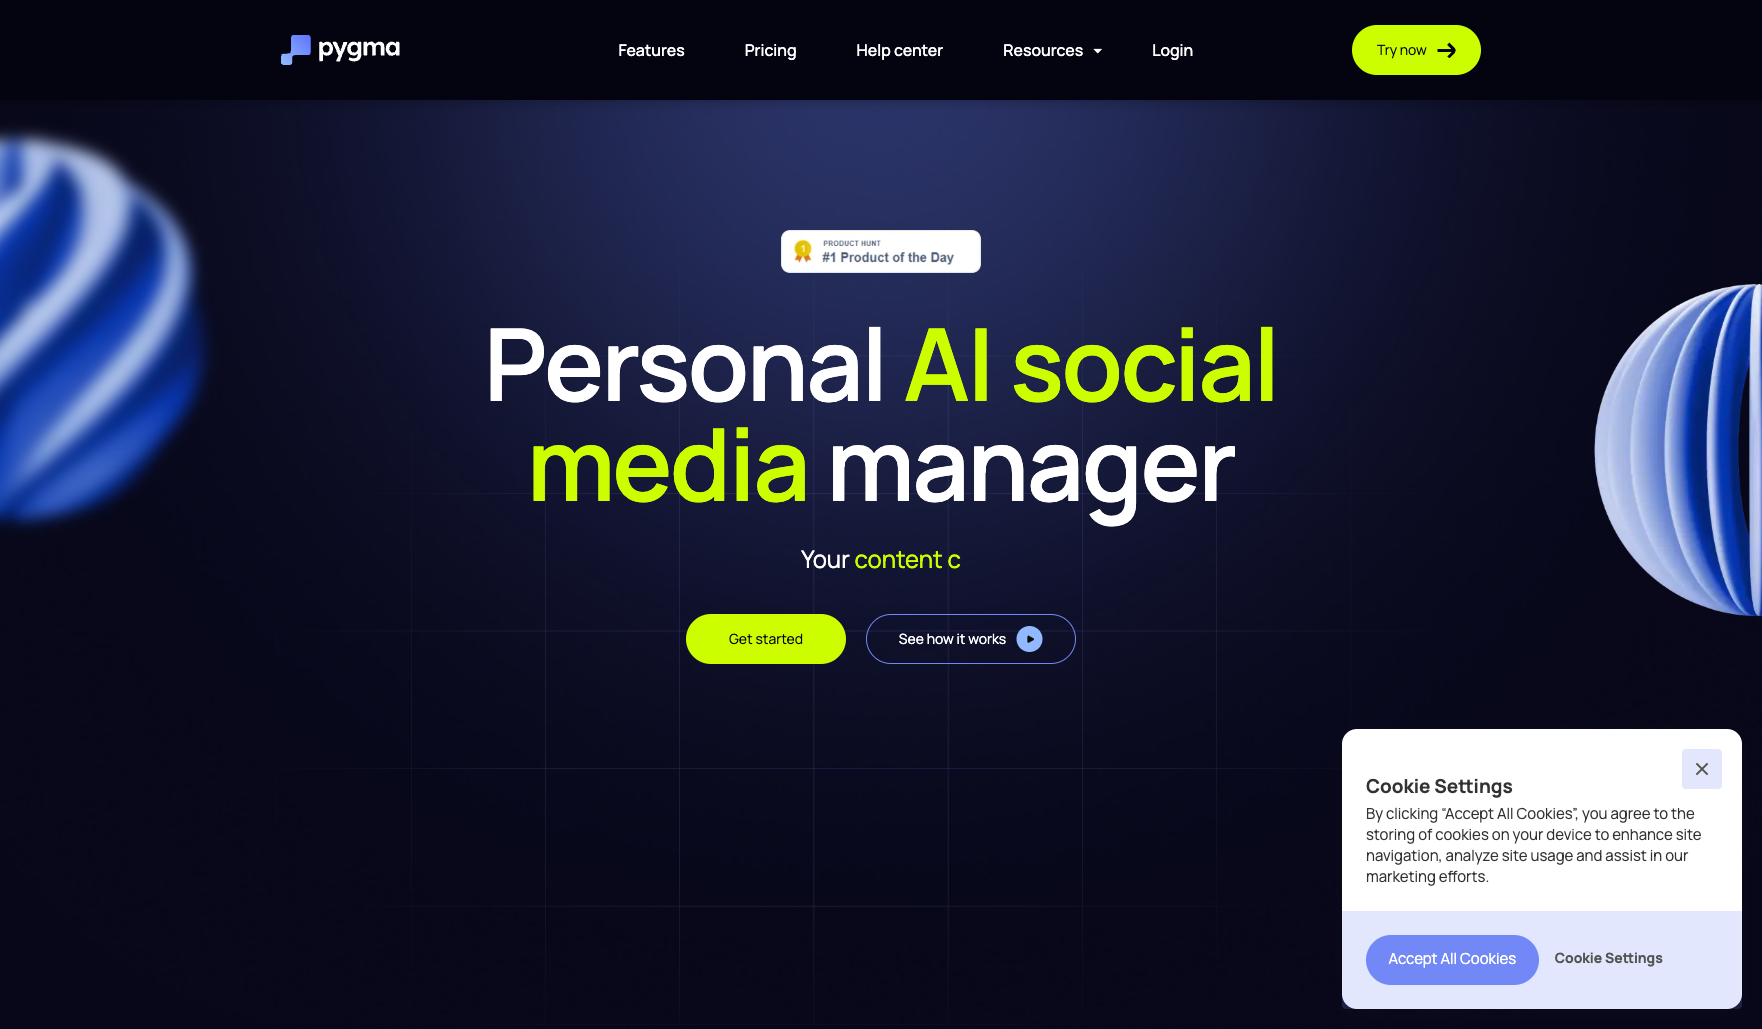 pygma
Features
Pricing
Help center
Resources
Login
Try now
1
PRODUCT HUNT
#1 Product of the Day
Personal AI social
media manager
Your content c
Get started
See how it works
Cookie Settings
By clicking “Accept All Cookies”, you agree to the
storing of cookies on your device to enhance site
navigation, analyze site usage and assist in our
marketing efforts.
Accept All Cookies
Cookie Settings